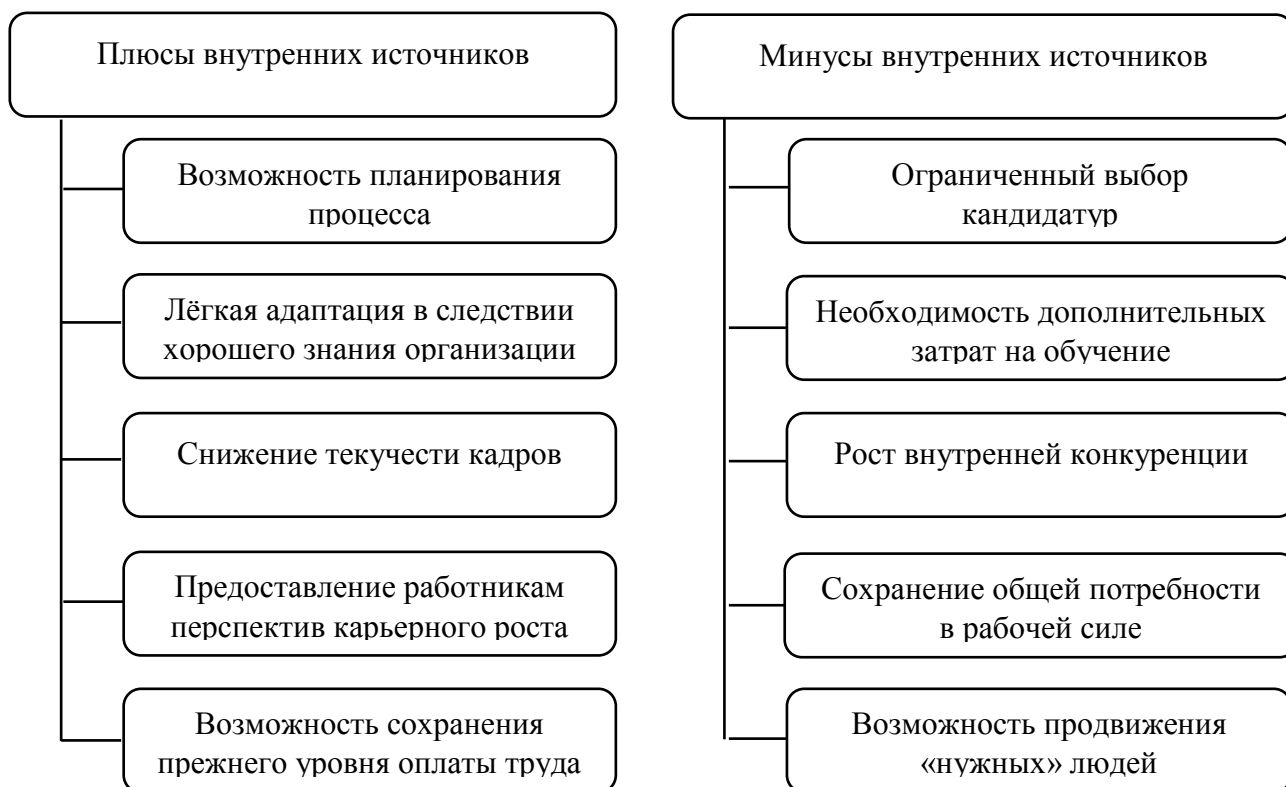 Плюсы внутренних источников
Возможность планирования
процесса
Лёгкая адаптация в следствии
хорошего знания организации
Снижение текучести кадров
Предоставление работникам
перспектив карьерного роста
Возможность сохранения
прежнего уровня оплаты труда
Минусы внутренних источников
Ограниченный выбор
кандидатур
Необходимость дополнительных
затрат на обучение
Рост внутренней конкуренции
Сохранение общей потребности
в рабочей силе
Возможность продвижения
«нужных» людей